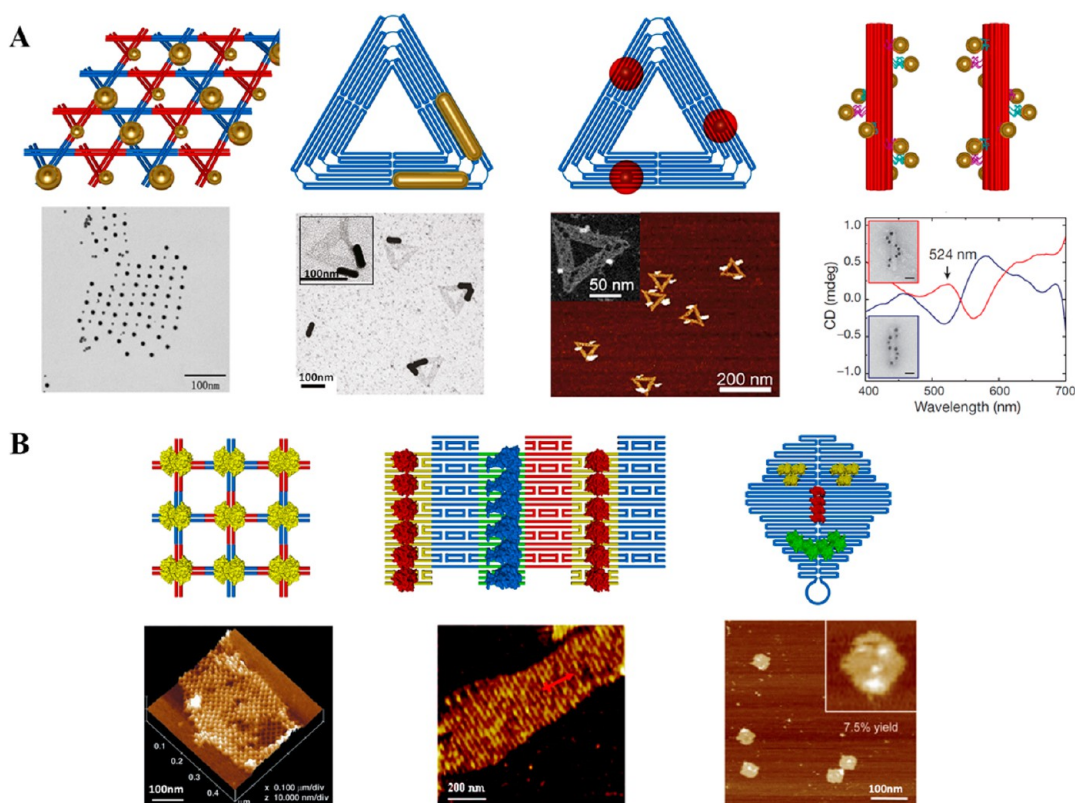 A
100nm
100nm
100nm
50 nm
200 nm
CD (mdeg)
1.0
0.5
0.0
−0.5
−1.0
524 nm
400
500
600
700
Wavelength (nm)
B
0.1
0.2
0.3
0.4
µm
X 0.100 µm/div
Z 10.000 nm/div
100nm
200 nm
7.5% yield
100nm